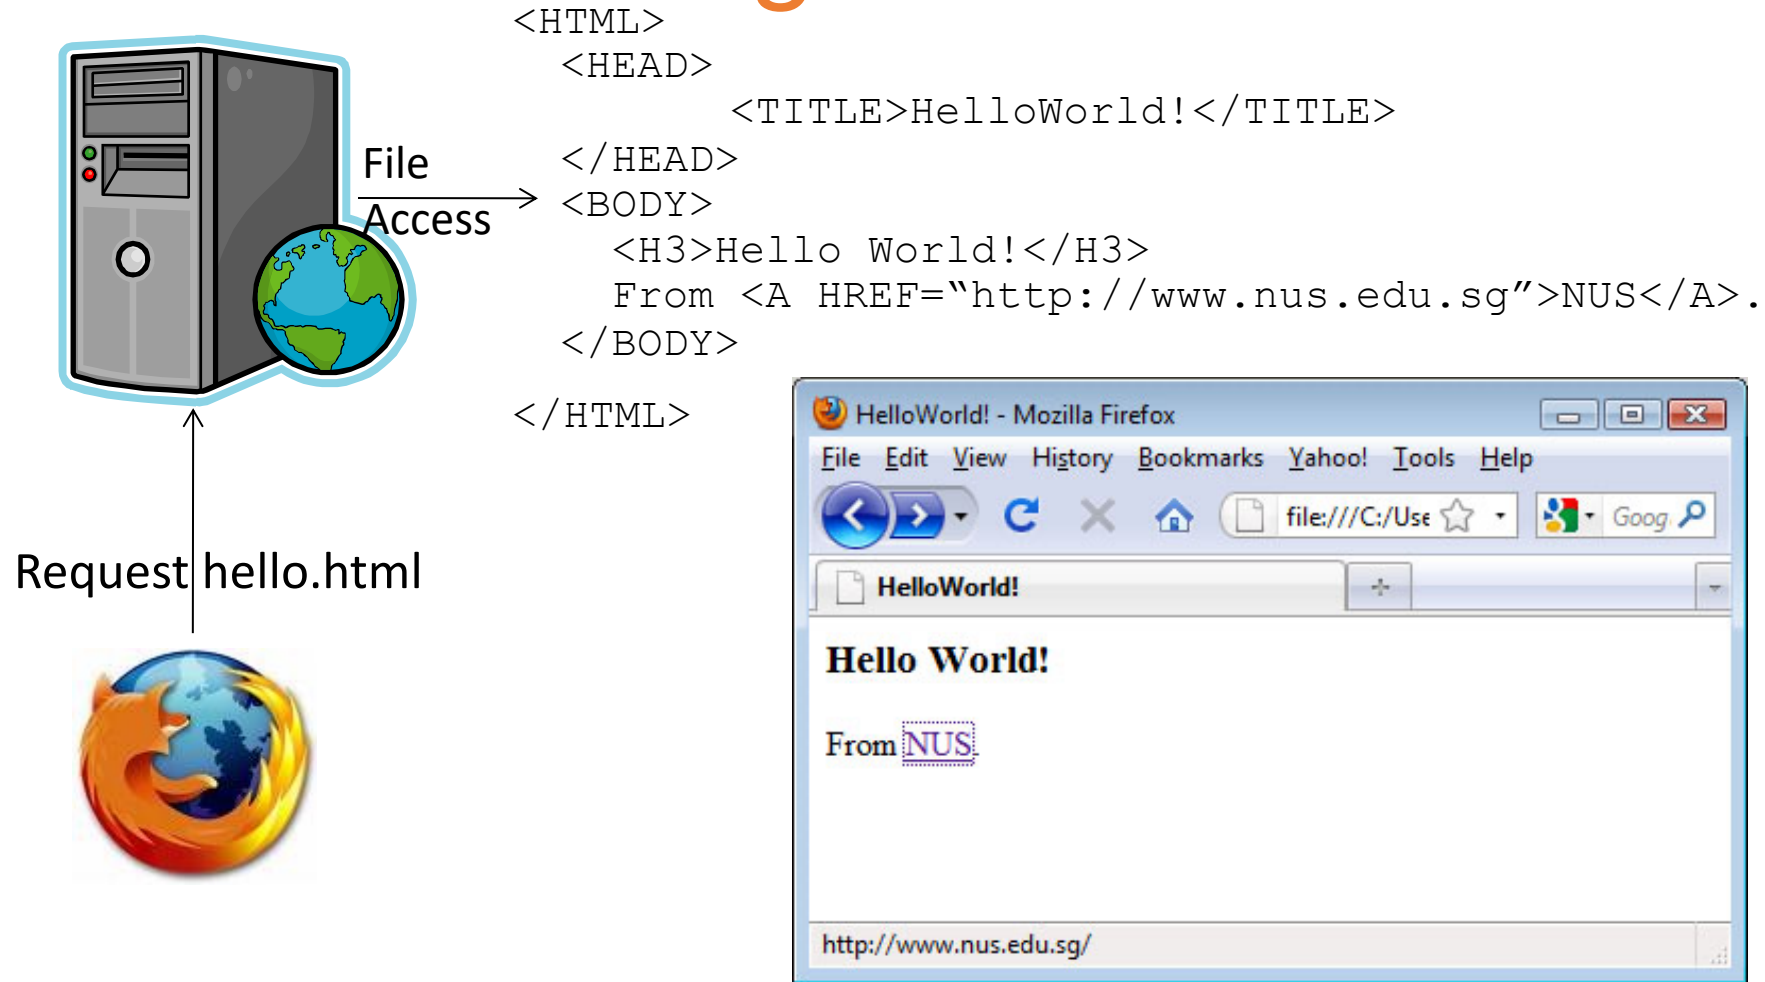 <HTML>
<HEAD>
<TITLE>HelloWorld!</TITLE>
</HEAD>
<BODY>
<H3>Hello World!</H3>
From <A HREF=“http://www.nus.edu.sg”>NUS</A>.
</BODY>
</HTML>
File
Access
Request hello.html
HelloWorld! - Mozilla Firefox
File Edit View History Bookmarks Yahoo! Tools Help
file:///C:/Use Goog
HelloWorld!
Hello World!
From NUS.
http://www.nus.edu.sg/